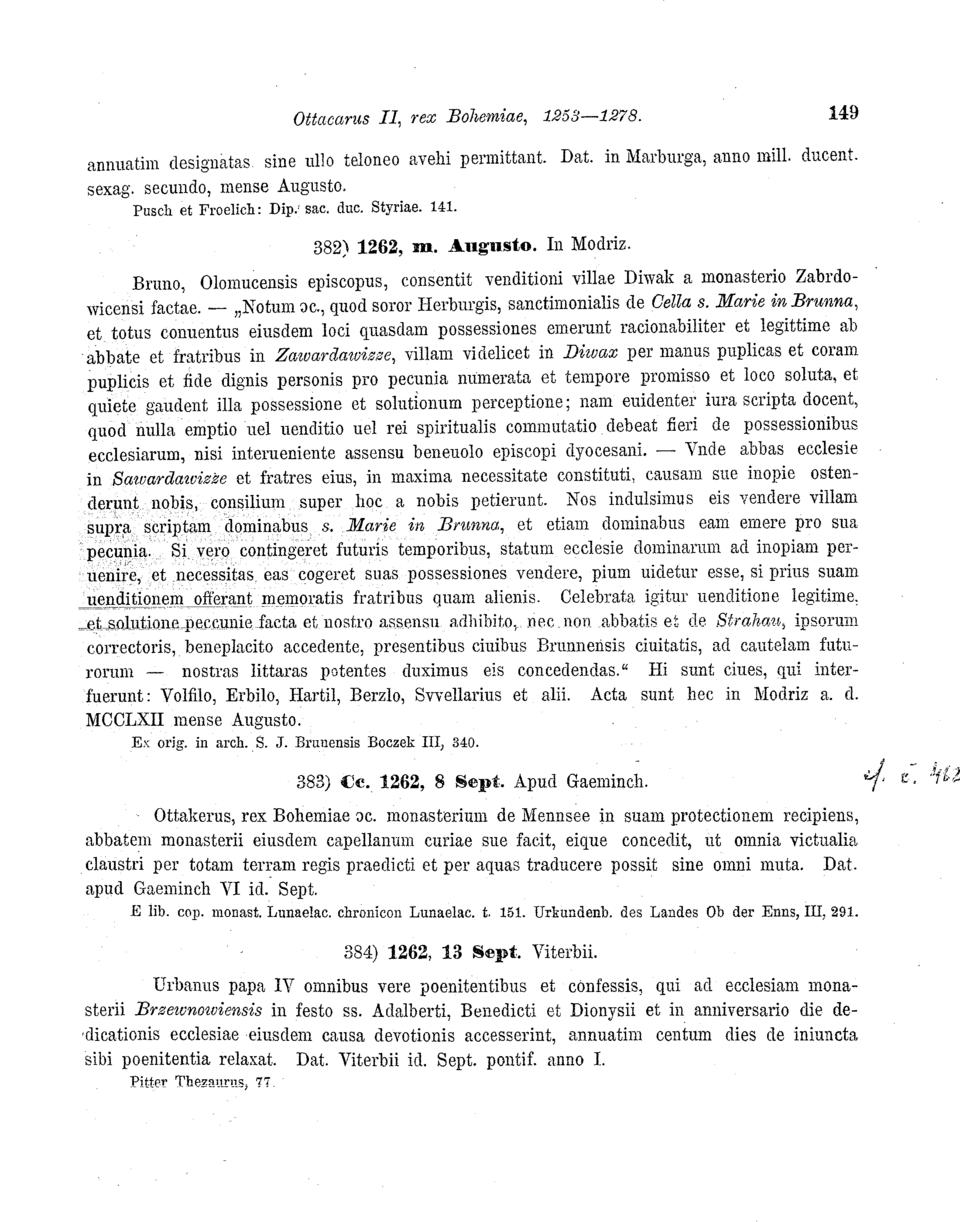 Ottacarus II, rex Bohemiae, 1253—1278. 149
annuatim designatas sine ullo teloneo avehi permittant. Dat. in Marburga, anno mill. ducent.
sexag. secundo, mense Augusto.
Pusch et Froelich: Dip. sac. duc. Styriae. 141.
382) 1262, m. Augusto. In Modriz.
Bruno, Olomucensis episcopus, consentit venditioni villae Diwak a monasterio Zabrdo-
wicensi factae. — „Notum ɔc., quod soror Herburgis, sanctimonialis de Cella s. Marie in Brunna,
et totus conuentus eiusdem loci quasdam possessiones emerunt racionabiliter et legittime ab
abbate et fratribus in Zawardawizze, villam videlicet in Diwax per manus puplicas et coram
puplicis et fide dignis personis pro pecunia numerata et tempore promisso et loco soluta, et
quiete gaudent illa possessione et solutionum perceptione; nam euidenter iura scripta docent,
quod nulla emptio uel uenditio uel rei spiritualis commutatio debeat fieri de possessionibus
ecclesiarum, nisi interueniente assensu beneuolo episcopi dyocesani. — Vnde abbas ecclesie
in Sawardawizże et fratres eius, in maxima necessitate constituti, causam sue inopie osten-
derunt nobis, consilium super hoc a nobis petierunt. Nos indulsimus eis vendere villam
supra scriptam dominabus s. Marie in Brunna, et etiam dominabus eam emere pro sua
pecunia. Si vero contingeret futuris temporibus, statum ecclesie dominarum ad inopiam per-
uenire, et necessitas eas cogeret suas possessiones vendere, pium uidetur esse, si prius suam
uenditionem offerant memoratis fratribus quam alienis. Celebrata igitur uenditione legitime,
et solutione peccunie facta et nostro assensu adhibito, nec non abbatis et de Strahau, ipsorum
correctoris, beneplacito accedente, presentibus ciuibus Brunnensis ciuitatis, ad cautelam futu-
rorum — nostras littaras potentes duximus eis concedendas.“ Hi sunt ciues, qui inter-
fuerunt: Volfilo, Erbilo, Hartil, Berzlo, Svvellarius et alii. Acta sunt hec in Modriz a. d.
MCCLXII mense Augusto.
Ex orig. in arch. S. J. Brunensis Boczek III, 340.
383) Cc. 1262, 8 Sept. Apud Gaeminch. cf. č. 462
Ottakerus, rex Bohemiae ɔc. monasterium de Mennsee in suam protectionem recipiens,
abbatem monasterii eiusdem capellanum curiae sue facit, eique concedit, ut omnia victualia
claustri per totam terram regis praedicti et per aquas traducere possit sine omni muta. Dat.
apud Gaeminch VI id. Sept.
E lib. cop. monast. Lunaelac. chronicon Lunaelac. t. 151. Urkundenb. des Landes Ob der Enns, III, 291.
384) 1262, 13 Sept. Viterbii.
Urbanus papa IV omnibus vere poenitentibus et confessis, qui ad ecclesiam mona-
sterii Brzewnowiensis in festo ss. Adalberti, Benedicti et Dionysii et in anniversario die de-
dicationis ecclesiae eiusdem causa devotionis accesserint, annuatim centum dies de iniuncta
sibi poenitentia relaxat. Dat. Viterbii id. Sept. pontif. anno I.
Pitter Thezaurus, 77.